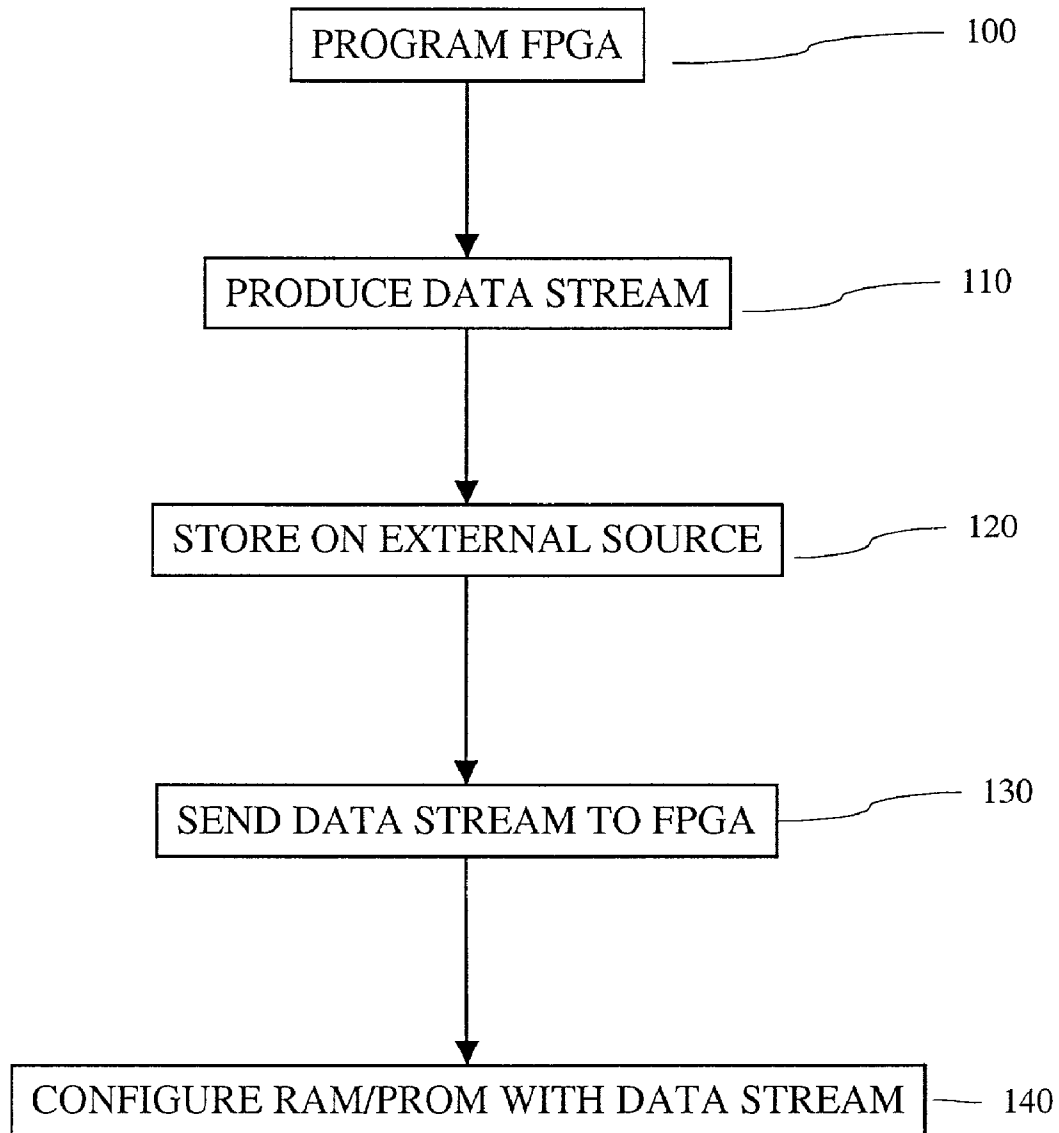 PROGRAM FPGA
100
PRODUCE DATA STREAM
110
STORE ON EXTERNAL SOURCE
120
SEND DATA STREAM TO FPGA
130
CONFIGURE RAM/PROM WITH DATA STREAM
140